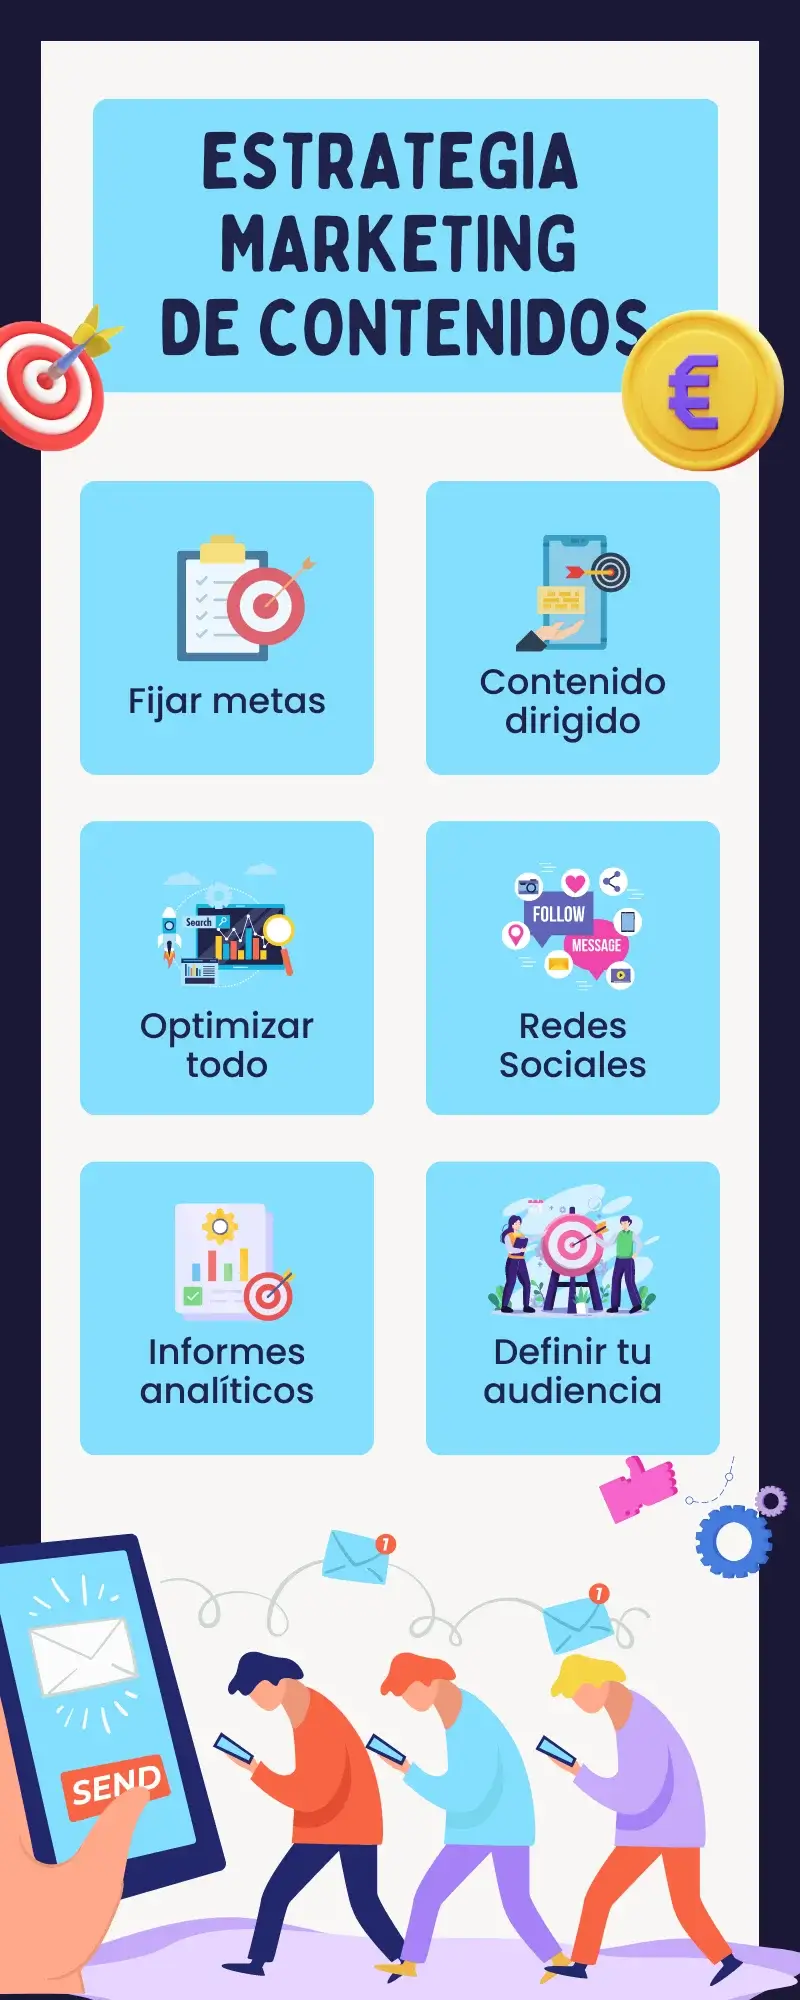 ESTRATEGIA
MARKETING
DE CONTENIDOS
€
Fijar metas
Contenido
dirigido
Search
Optimizar
todo
FOLLOW
MESSAGE
Redes
Sociales
Informes
analíticos
Definir tu
audiencia
1
1
SEND